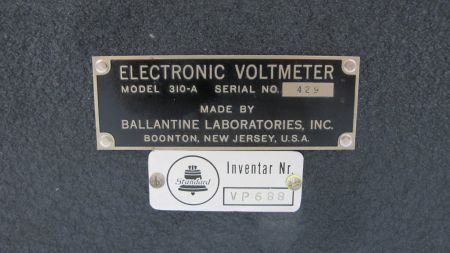 ELECTRONIC VOLTMETER
MODEL 310-A SERIAL NO. 429
MADE BY
BALLANTINE LABORATORIES, INC.
BOONTON, NEW JERSEY, U.S.A.
Standard
Inventar Nr.
VP688